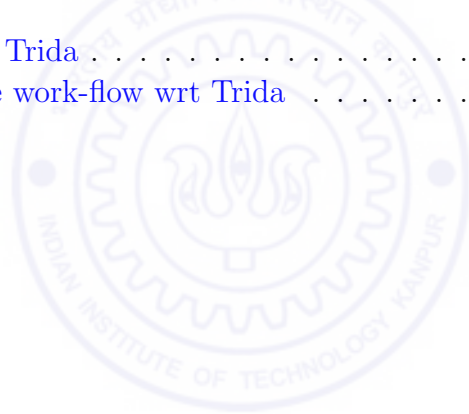 Trida . . . . . . . . . . . . . . .
work-flow wrt Trida . . . . . . .
INDIAN INSTITUTE OF TECHNOLOGY KANPUR